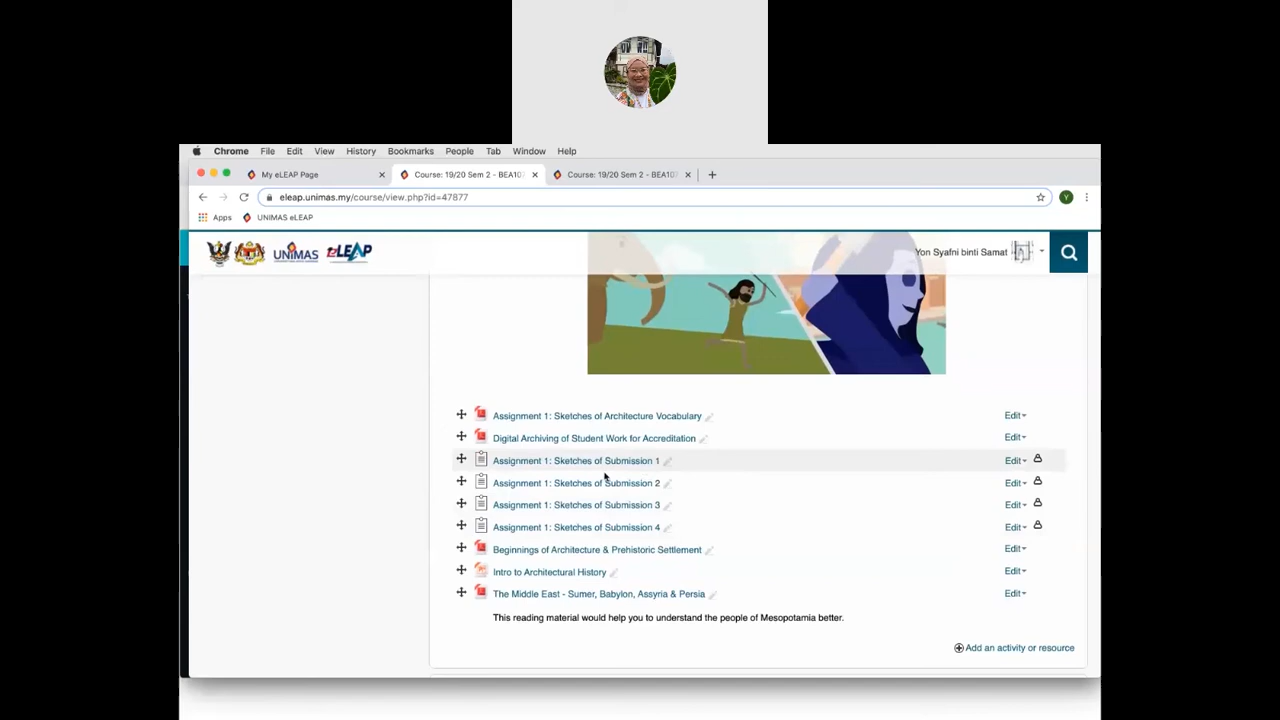 Chrome File Edit View History Bookmarks People Tab Window Help
My eLEAP Page
Course: 19/20 Sem 2 - BEA107
Course: 19/20 Sem 2 - BEA107
eleap.unimas.my/course/view.php?id=47877
Y
Apps UNIMAS eLEAP
UNIMAS eLEAP
Yon Syafni binti Samat
Assignment 1: Sketches of Architecture Vocabulary Edit
Digital Archiving of Student Work for Accreditation Edit
Assignment 1: Sketches of Submission 1 Edit
Assignment 1: Sketches of Submission 2 Edit
Assignment 1: Sketches of Submission 3 Edit
Assignment 1: Sketches of Submission 4 Edit
Beginnings of Architecture & Prehistoric Settlement Edit
Intro to Architectural History Edit
The Middle East - Sumer, Babylon, Assyria & Persia Edit
This reading material would help you to understand the people of Mesopotamia better.
Add an activity or resource